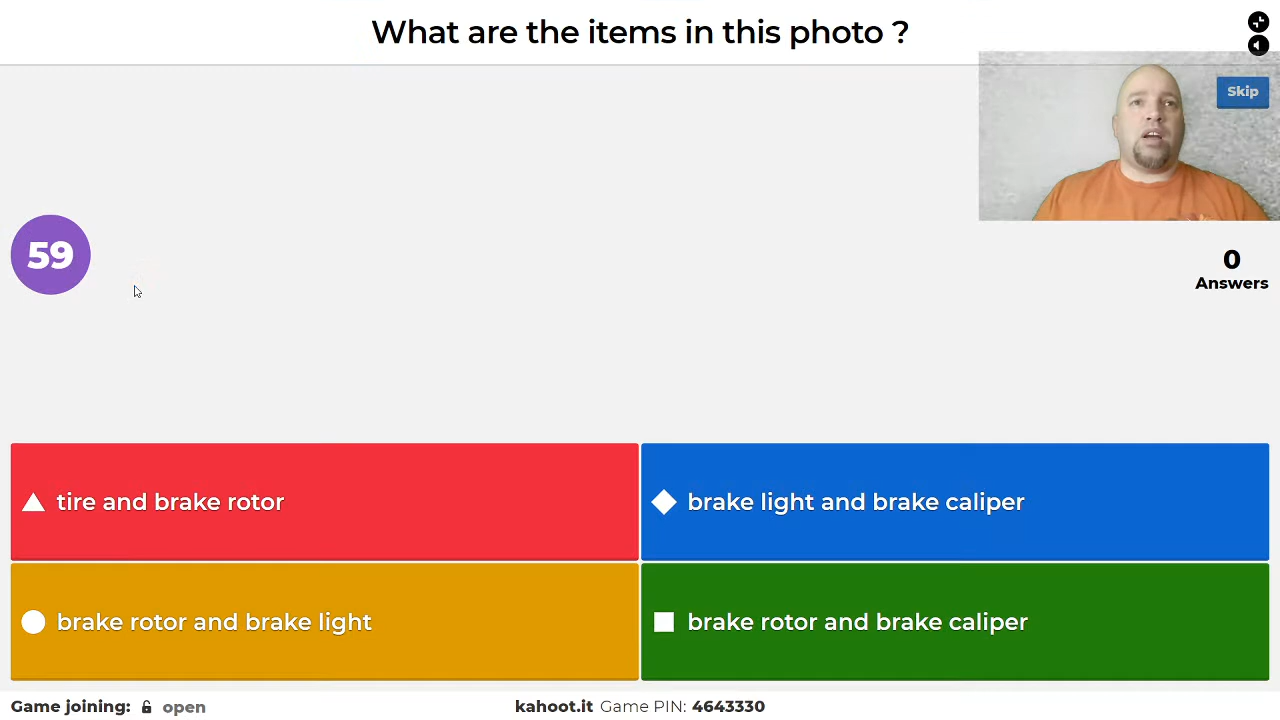 What are the items in this photo ?
Skip
59
0
Answers
tire and brake rotor
brake light and brake caliper
brake rotor and brake light
brake rotor and brake caliper
Game joining: open
kahoot.it Game PIN: 4643330